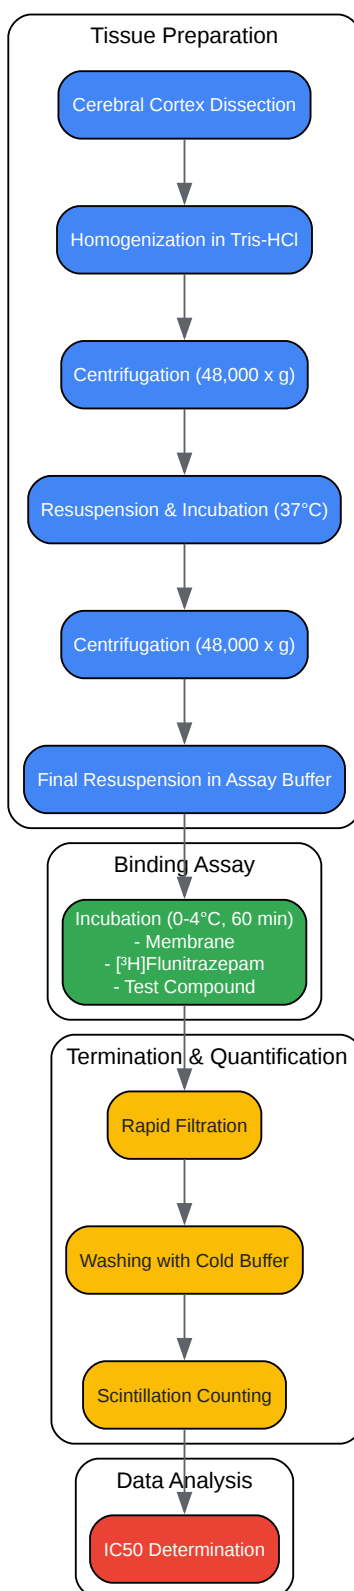 Tissue Preparation
Cerebral Cortex Dissection
Homogenization in Tris-HCl
Centrifugation (48,000 x g)
Resuspension & Incubation (37°C)
Centrifugation (48,000 x g)
Final Resuspension in Assay Buffer
Binding Assay
Incubation (0-4°C, 60 min)
- Membrane
- [³H]Flunitrazepam
- Test Compound
Termination & Quantification
Rapid Filtration
Washing with Cold Buffer
Scintillation Counting
Data Analysis
IC50 Determination